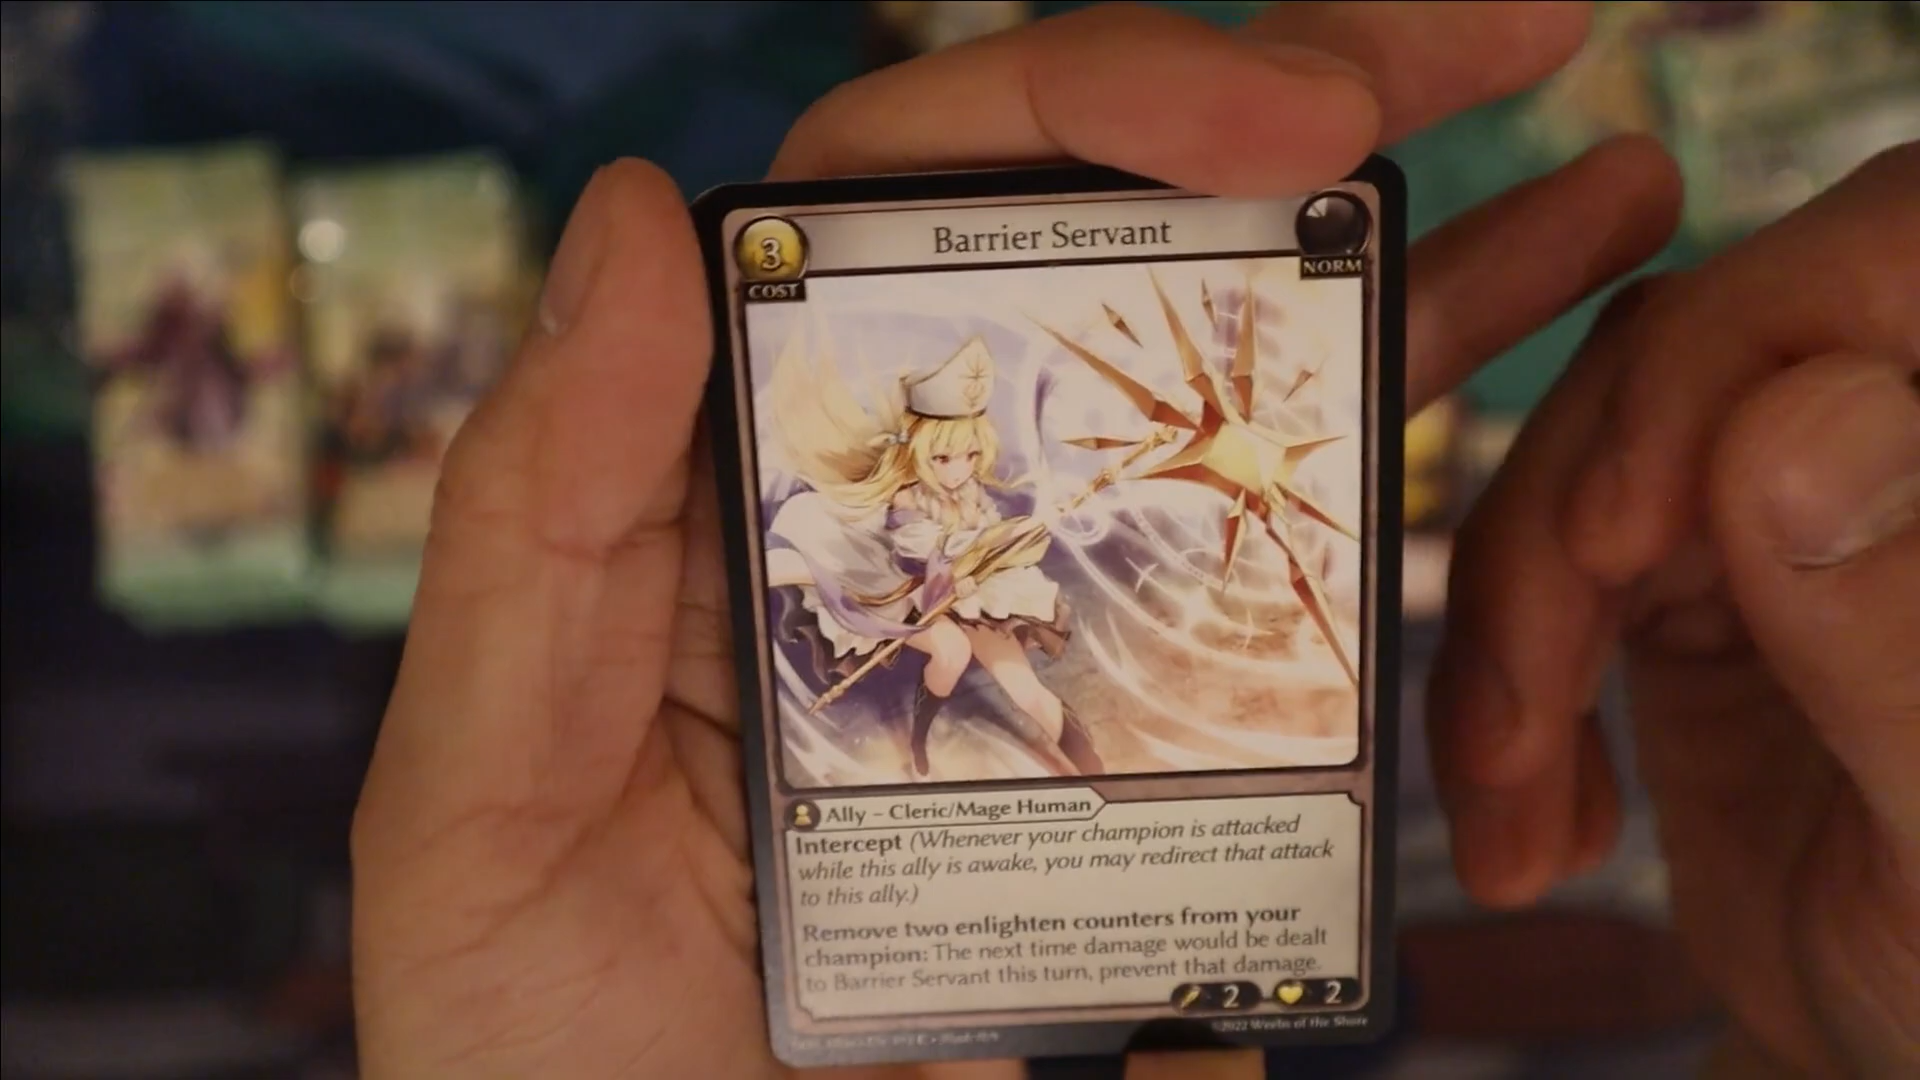 Barrier Servant
3
COST
NORM
Ally – Cleric/Mage Human
Intercept (Whenever your champion is attacked
while this ally is awake, you may redirect that attack
to this ally.)
Remove two enlighten counters from your
champion: The next time damage would be dealt
to Barrier Servant this turn, prevent that damage.
2
2
©2022 Weebs of the Shore